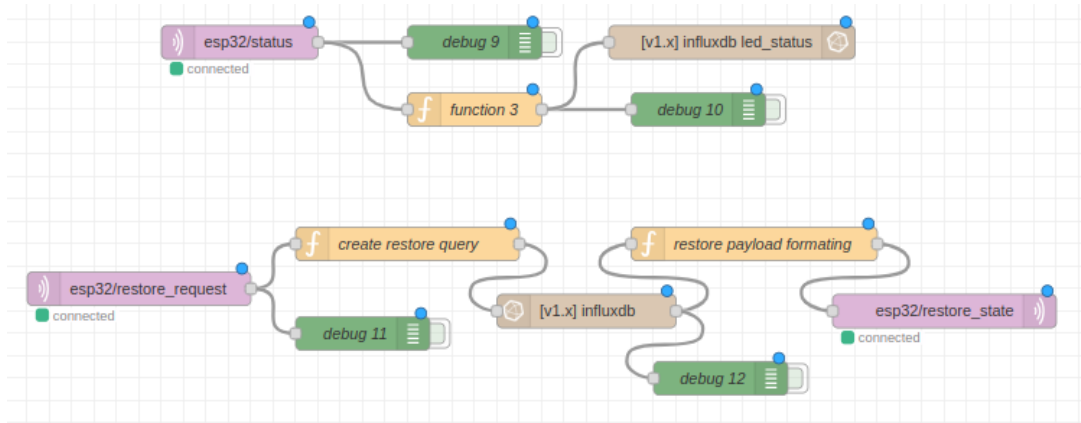 esp32/status
connected
debug 9
[v1.x] influxdb led_status
function 3
debug 10
create restore query
restore payload formating
esp32/restore_request
connected
[v1.x] influxdb
esp32/restore_state
connected
debug 11
debug 12